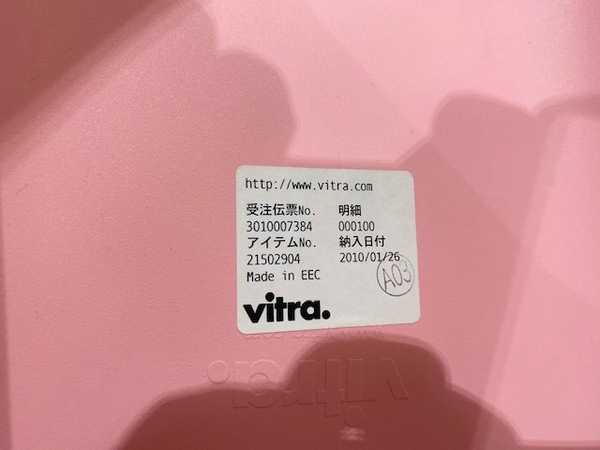 http://www.vitra.com
受注伝票No. 明細
3010007384 000100
アイテムNo. 納入日付
21502904 2010/01/26
Made in EEC
A03
vitra.
vitra.